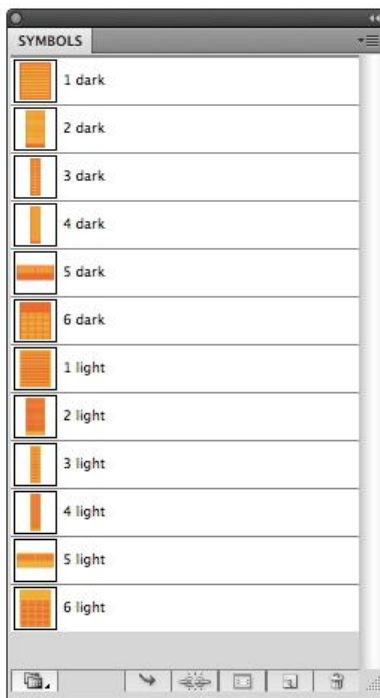 SYMBOLS
1 dark
2 dark
3 dark
4 dark
5 dark
6 dark
1 light
2 light
3 light
4 light
5 light
6 light